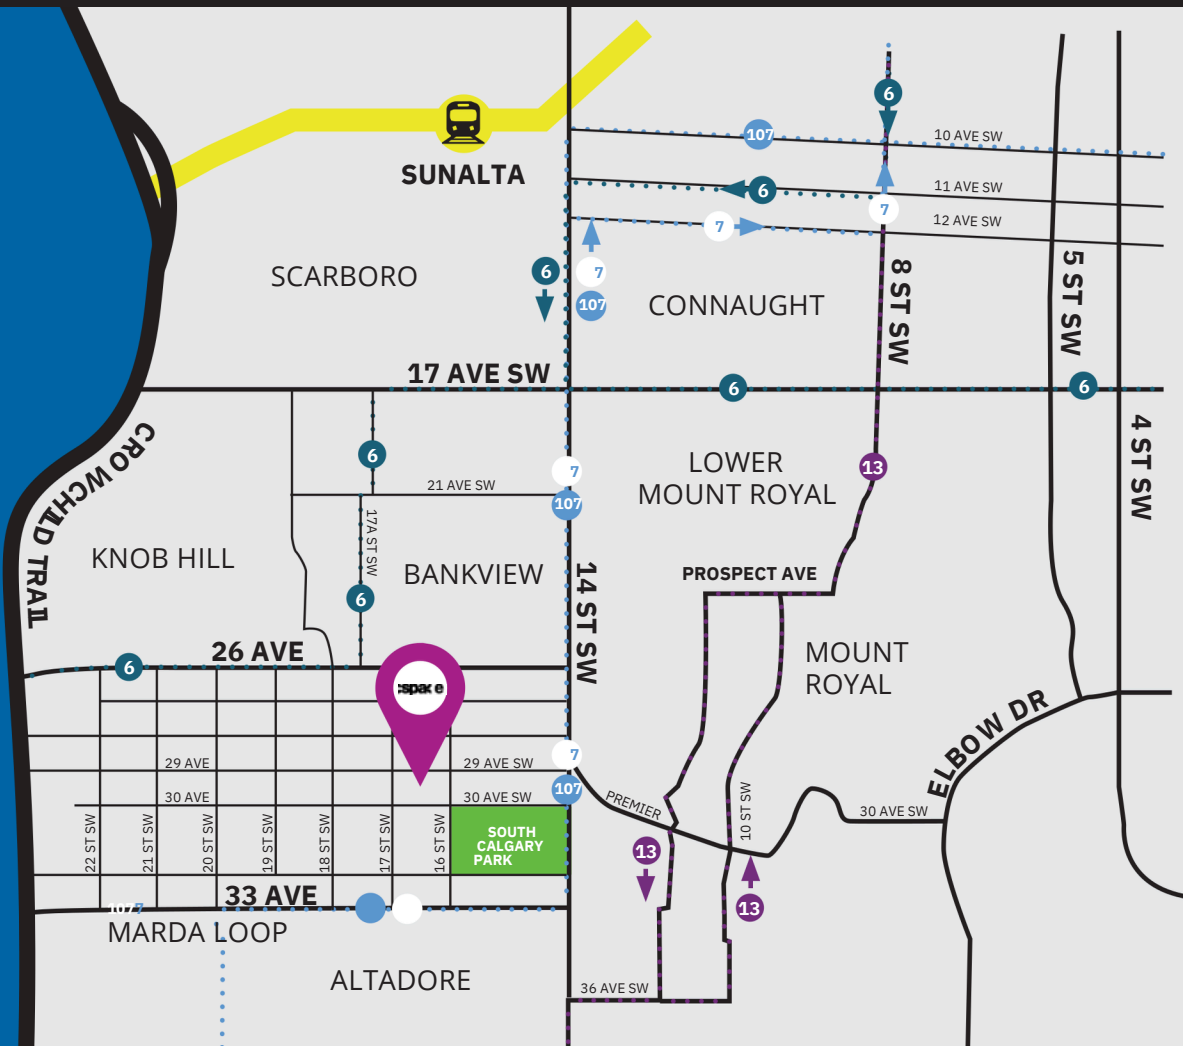 6
107
10 AVE SW
SUNALTA
6
11 AVE SW
7
7
12 AVE SW
6
7
SCARBORO
107
CONNAUGHT
8 ST SW
5 ST SW
17 AVE SW
6
6
CROWCHILD TRAIL
6
LOWER
MOUNT ROYAL
13
4 ST SW
7
21 AVE SW
107
17A ST SW
KNOB HILL
BANKVIEW
14 ST SW
PROSPECT AVE
6
26 AVE
6
MOUNT
ROYAL
cspace
ELBOW DR
7
29 AVE
29 AVE SW
107
30 AVE
30 AVE SW
PREMIER
10 ST SW
30 AVE SW
22 ST SW
21 ST SW
20 ST SW
19 ST SW
18 ST SW
17 ST SW
16 ST SW
SOUTH
CALGARY
PARK
13
33 AVE
107
7
13
MARDA LOOP
ALTADORE
36 AVE SW